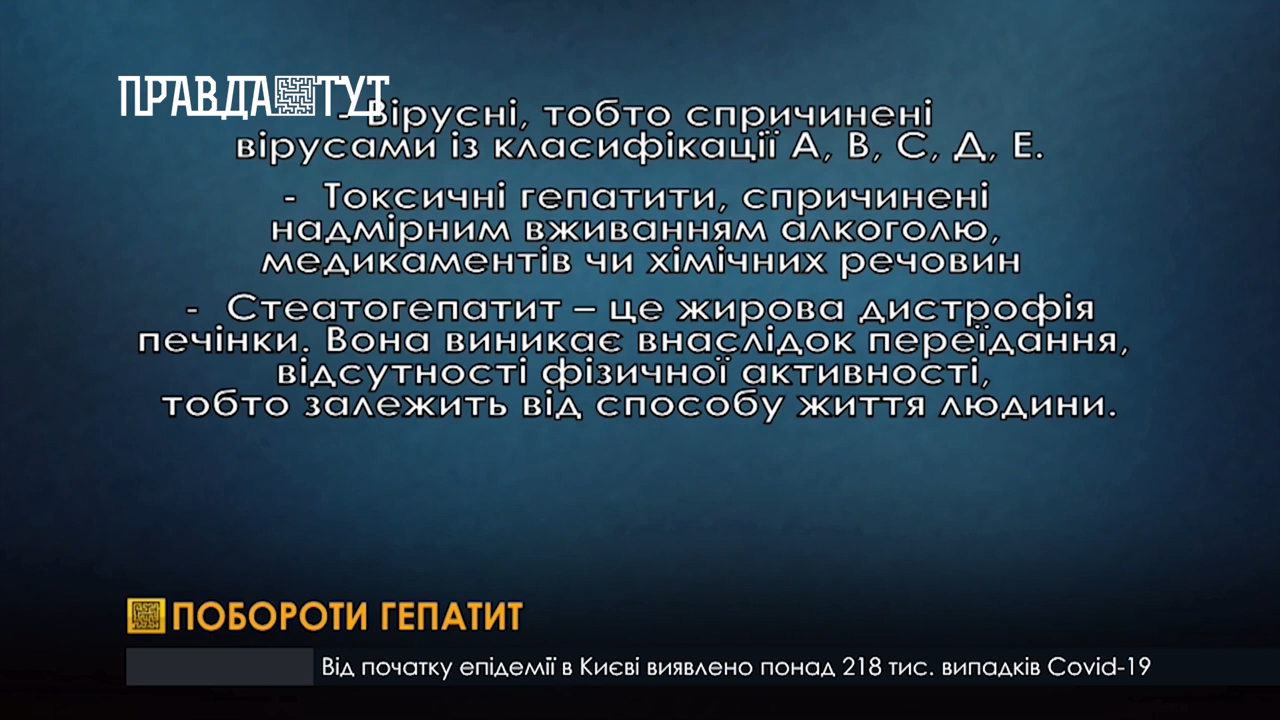 ПРАВДА ТУТ
- Вірусні, тобто спричинені
вірусами із класифікації А, В, С, Д, Е.
- Токсичні гепатити, спричинені
надмірним вживанням алкоголю,
медикаментів чи хімічних речовин
- Стеатогепатит – це жирова дистрофія
печінки. Вона виникає внаслідок переїдання,
відсутності фізичної активності,
тобто залежить від способу життя людини.
ПОБОРОТИ ГЕПАТИТ
Від початку епідемії в Києві виявлено понад 218 тис. випадків Covid-19